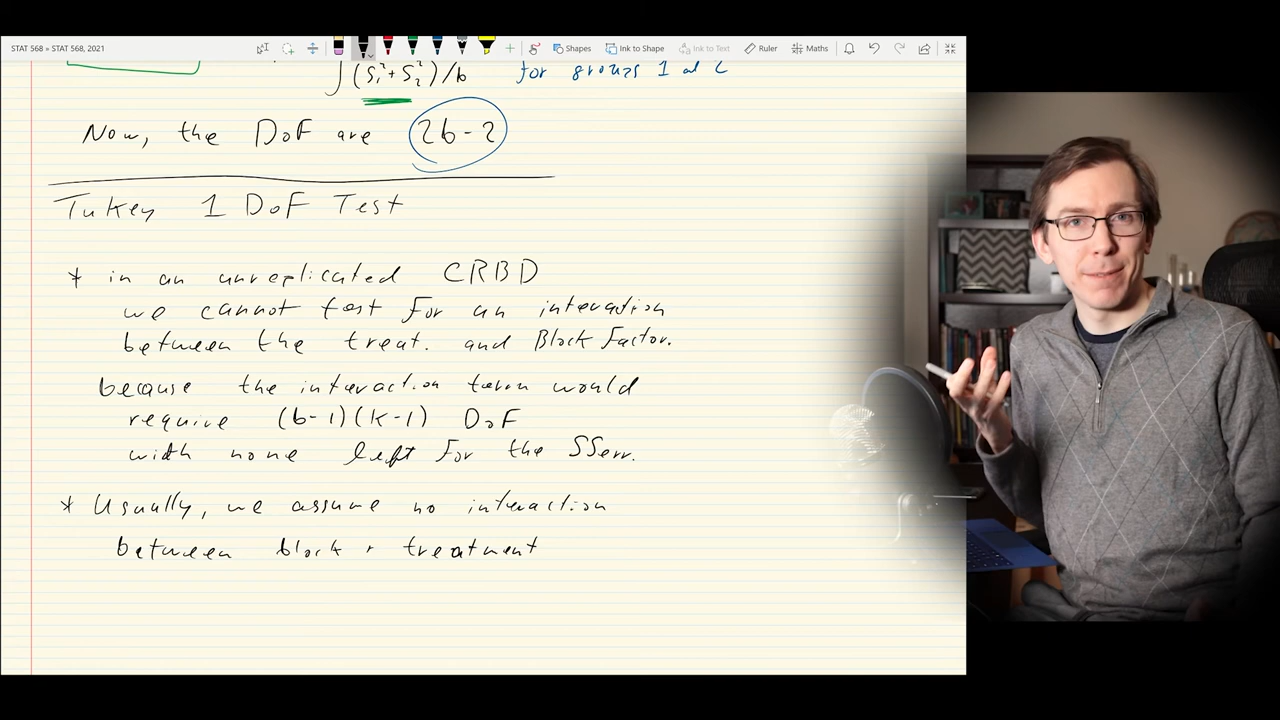 STAT 568 » STAT 568, 2021
Shapes
Ink to Shape
Ink to Text
Ruler
Maths
√(S₁²+S₂²)/b for groups 1 and 2
Now, the DoF are 2b-2
Tukey 1 DoF Test
* in an unreplicated CRBD
we cannot test for an interaction
between the treat. and Block Factor.
because the interaction term would
require (b-1)(k-1) DoF
with none left for the SSerr.
* Usually, we assume no interaction
between block + treatment